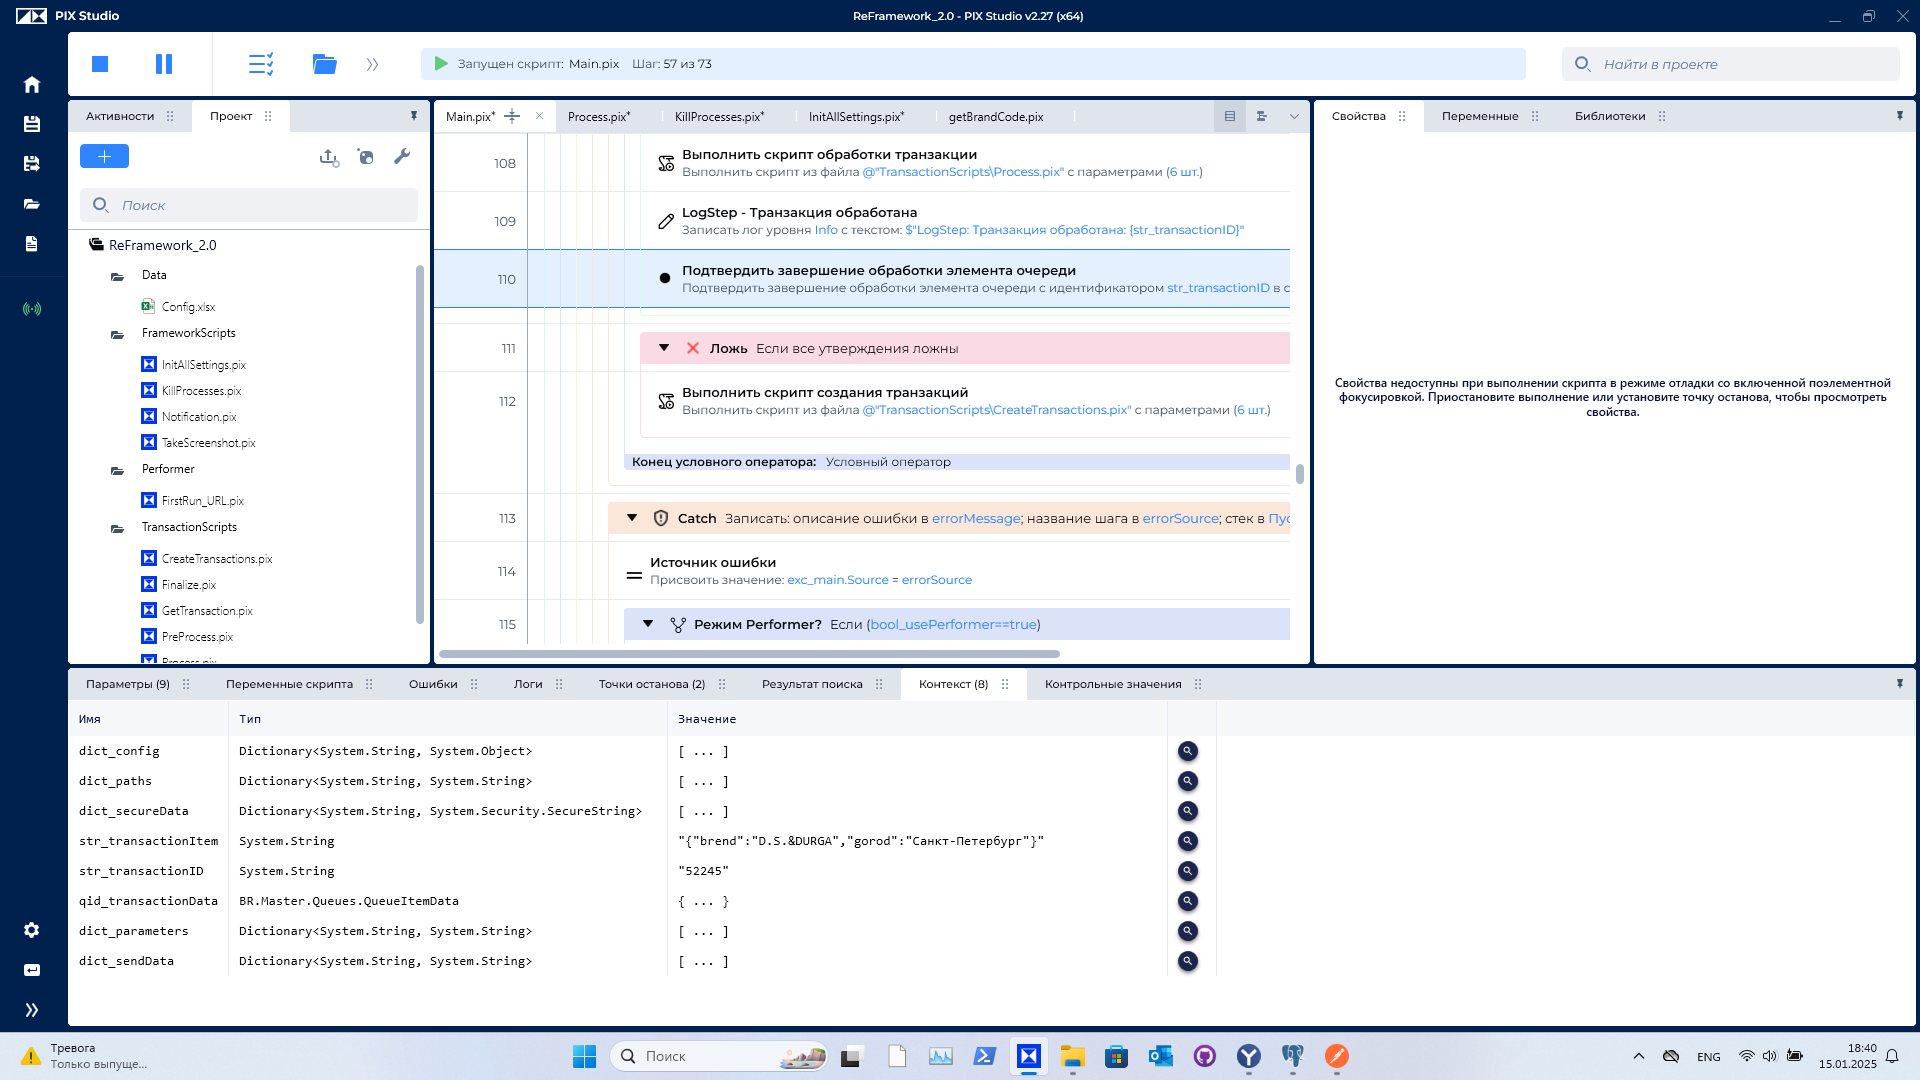 PIX Studio
ReFramework_2.0 - PIX Studio v2.27 (x64)
Запущен скрипт: Main.pix Шаг: 57 из 73
Найти в проекте
Активности
Проект
Поиск
ReFramework_2.0
Data
Config.xlsx
FrameworkScripts
InitAllSettings.pix
KillProcesses.pix
Notification.pix
TakeScreenshot.pix
Performer
FirstRun_URL.pix
TransactionScripts
CreateTransactions.pix
Finalize.pix
GetTransaction.pix
PreProcess.pix
Process.pix
Main.pix*
Process.pix*
KillProcesses.pix*
InitAllSettings.pix*
getBrandCode.pix
108
Выполнить скрипт обработки транзакции
Выполнить скрипт из файла @"TransactionScripts\Process.pix" с параметрами (6 шт.)
109
LogStep - Транзакция обработана
Записать лог уровня Info с текстом: $"LogStep: Транзакция обработана: {str_transactionID}"
110
Подтвердить завершение обработки элемента очереди
Подтвердить завершение обработки элемента очереди с идентификатором str_transactionID в с
111
Ложь Если все утверждения ложны
112
Выполнить скрипт создания транзакций
Выполнить скрипт из файла @"TransactionScripts\CreateTransactions.pix" с параметрами (6 шт.)
Конец условного оператора: Условный оператор
113
Catch Записать: описание ошибки в errorMessage; название шага в errorSource; стек в Пус
114
Источник ошибки
Присвоить значение: exc_main.Source = errorSource
115
Режим Performer? Если (bool_usePerformer==true)
Свойства
Переменные
Библиотеки
Свойства недоступны при выполнении скрипта в режиме отладки со включенной поэлементной
фокусировкой. Приостановите выполнение или установите точку останова, чтобы просмотреть
свойства.
Параметры (9)
Переменные скрипта
Ошибки
Логи
Точки останова (2)
Результат поиска
Контекст (8)
Контрольные значения
Имя Тип Значение
dict_config Dictionary<System.String, System.Object> [ ... ]
dict_paths Dictionary<System.String, System.String> [ ... ]
dict_secureData Dictionary<System.String, System.Security.SecureString> [ ... ]
str_transactionItem System.String "{"brend":"D.S.&DURGA","gorod":"Санкт-Петербург"}"
str_transactionID System.String "52245"
qid_transactionData BR.Master.Queues.QueueItemData { ... }
dict_parameters Dictionary<System.String, System.String> [ ... ]
dict_sendData Dictionary<System.String, System.String> [ ... ]
Тревога
Только выпуще...
Поиск
ENG
18:40
15.01.2025